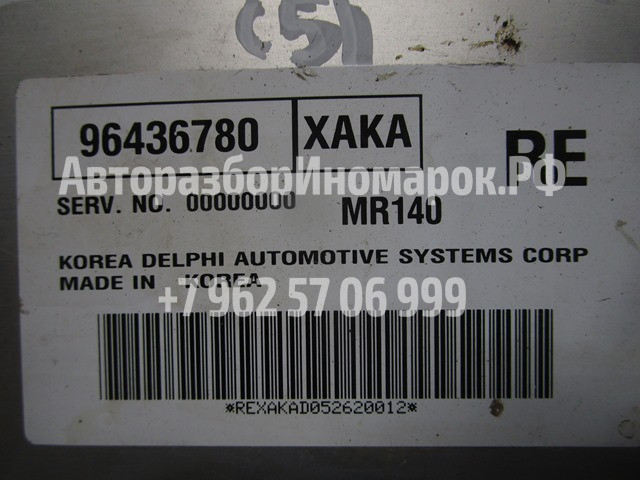 (5)
96436780 XAKA
RE
АвторазборИномарок.РФ
SERV. NO. 00000000 MR140
KOREA DELPHI AUTOMOTIVE SYSTEMS CORP
MADE IN KOREA
+7 962 57 06 999
*REXAKAD052620012*